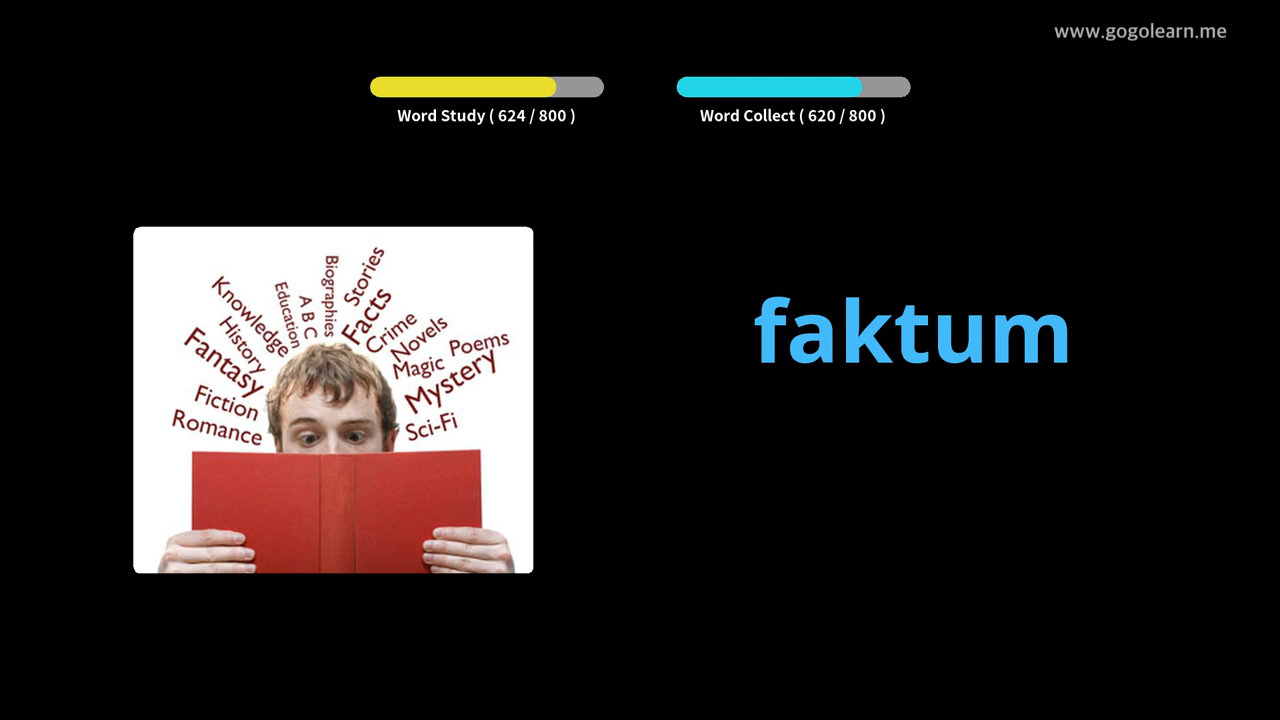 www.gogolearn.me
Word Study ( 624 / 800 )
Word Collect ( 620 / 800 )
faktum
Biographies
Stories
Education
A B C
Facts
Knowledge
History
Crime
Novels
Poems
Fantasy
Magic
Mystery
Fiction
Romance
Sci-Fi